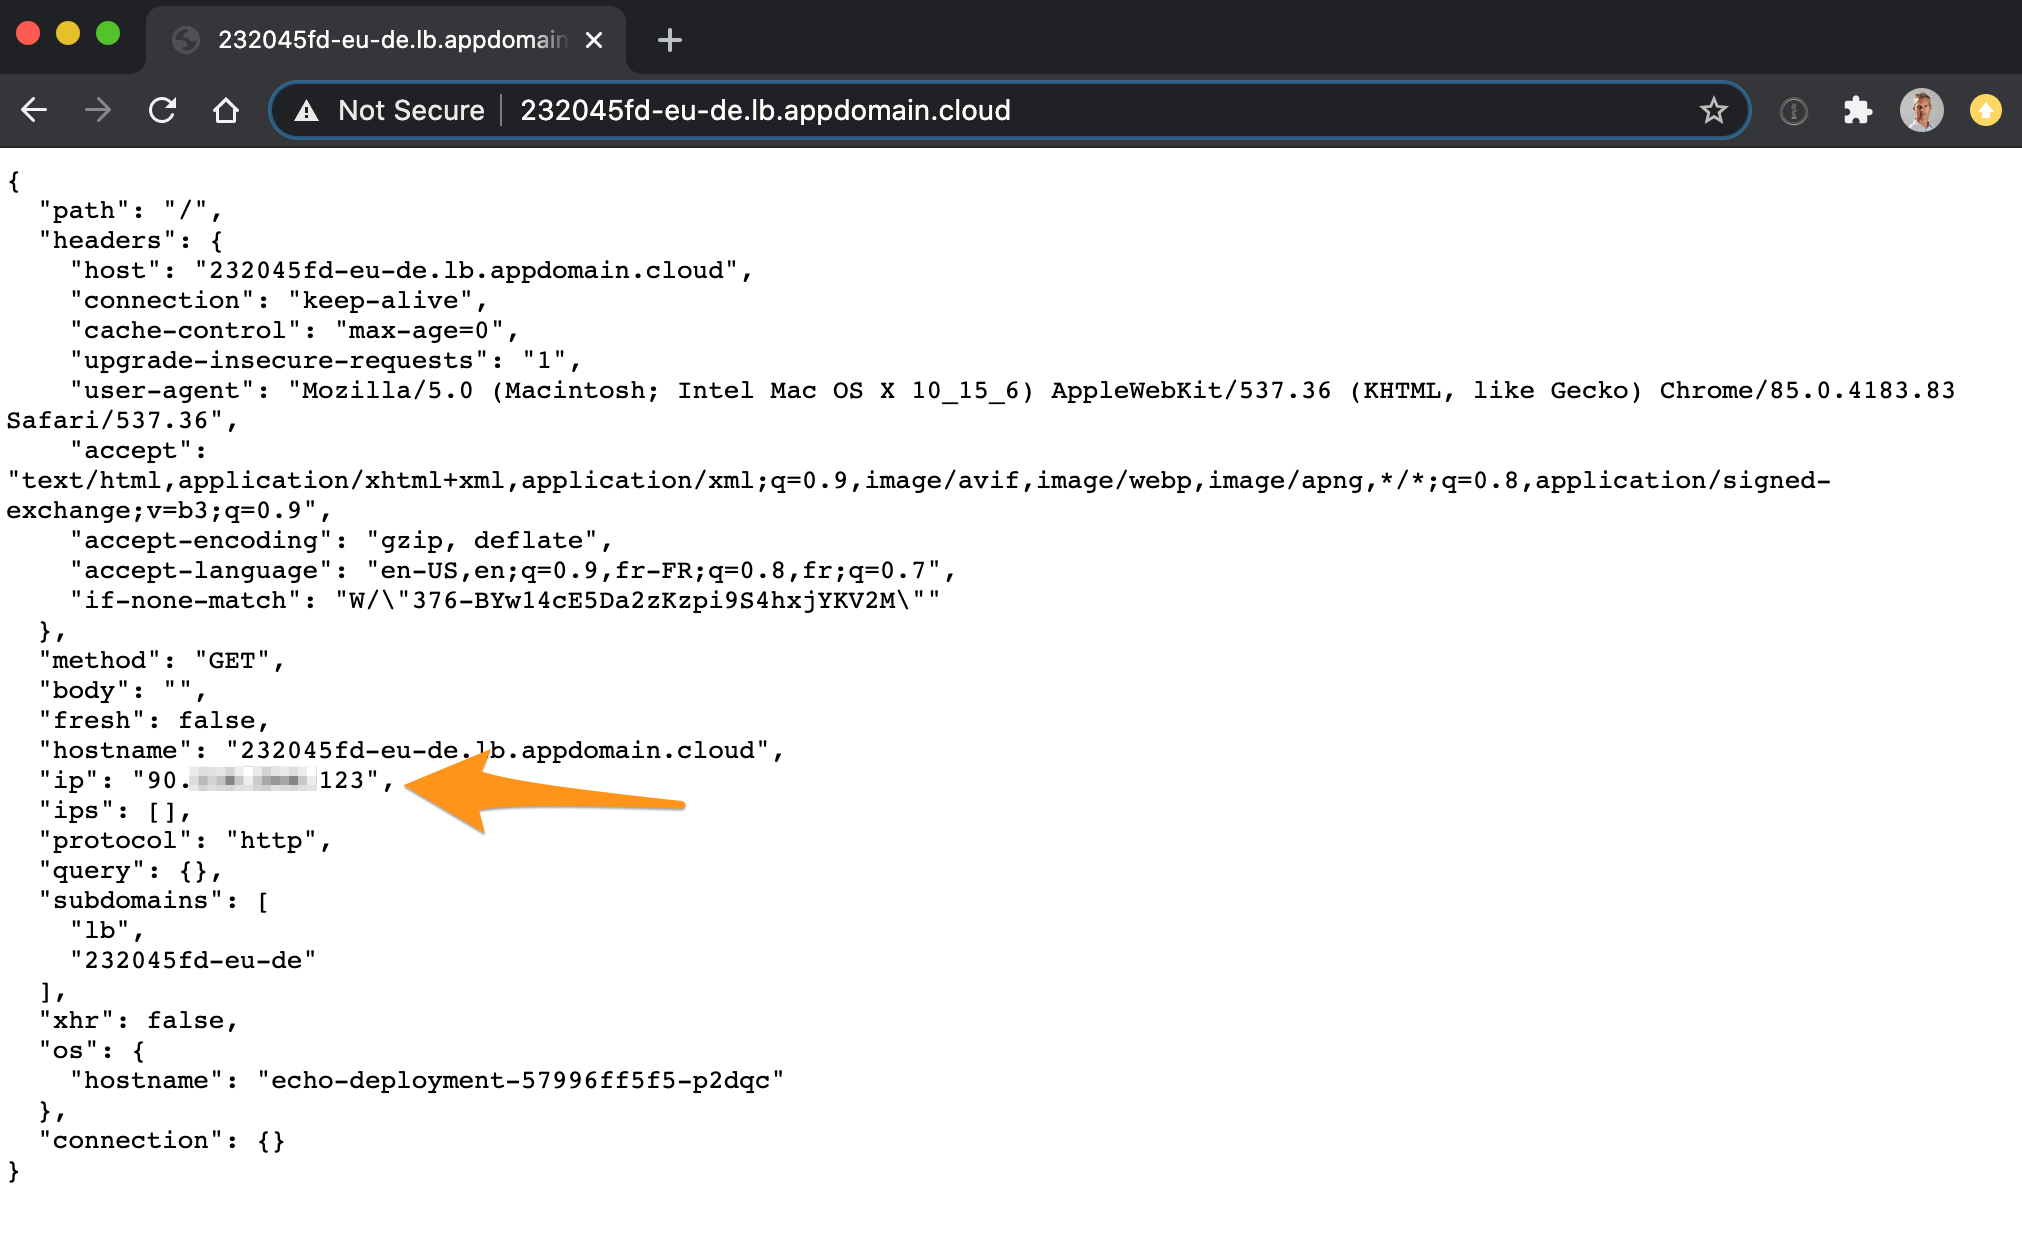 232045fd-eu-de.lb.appdomain
Not Secure 232045fd-eu-de.lb.appdomain.cloud
{
"path": "/",
"headers": {
"host": "232045fd-eu-de.lb.appdomain.cloud",
"connection": "keep-alive",
"cache-control": "max-age=0",
"upgrade-insecure-requests": "1",
"user-agent": "Mozilla/5.0 (Macintosh; Intel Mac OS X 10_15_6) AppleWebKit/537.36 (KHTML, like Gecko) Chrome/85.0.4183.83
Safari/537.36",
"accept":
"text/html,application/xhtml+xml,application/xml;q=0.9,image/avif,image/webp,image/apng,*/*;q=0.8,application/signed-
exchange;v=b3;q=0.9",
"accept-encoding": "gzip, deflate",
"accept-language": "en-US,en;q=0.9,fr-FR;q=0.8,fr;q=0.7",
"if-none-match": "W/\"376-BYw14cE5Da2zKzpi9S4hxjYKV2M\""
},
"method": "GET",
"body": "",
"fresh": false,
"hostname": "232045fd-eu-de.lb.appdomain.cloud",
"ip": "90. 123",
"ips": [],
"protocol": "http",
"query": {},
"subdomains": [
"lb",
"232045fd-eu-de"
],
"xhr": false,
"os": {
"hostname": "echo-deployment-57996ff5f5-p2dqc"
},
"connection": {}
}